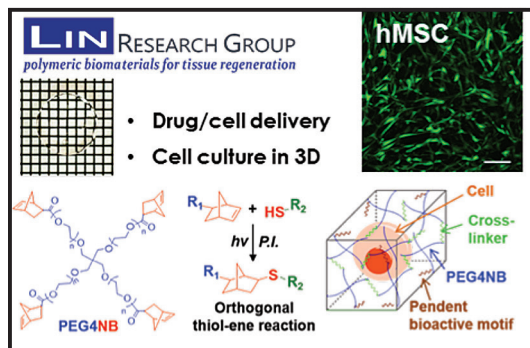 LIN RESEARCH GROUP
polymeric biomaterials for tissue regeneration
hMSC
• Drug/cell delivery
• Cell culture in 3D
R1 + HS-R2
hv P.I.
R1 S R2
Orthogonal
thiol-ene reaction
O O O n
O O O n
O O O n
O O O n
PEG4NB
Cell
Cross-
linker
PEG4NB
Pendent
bioactive motif